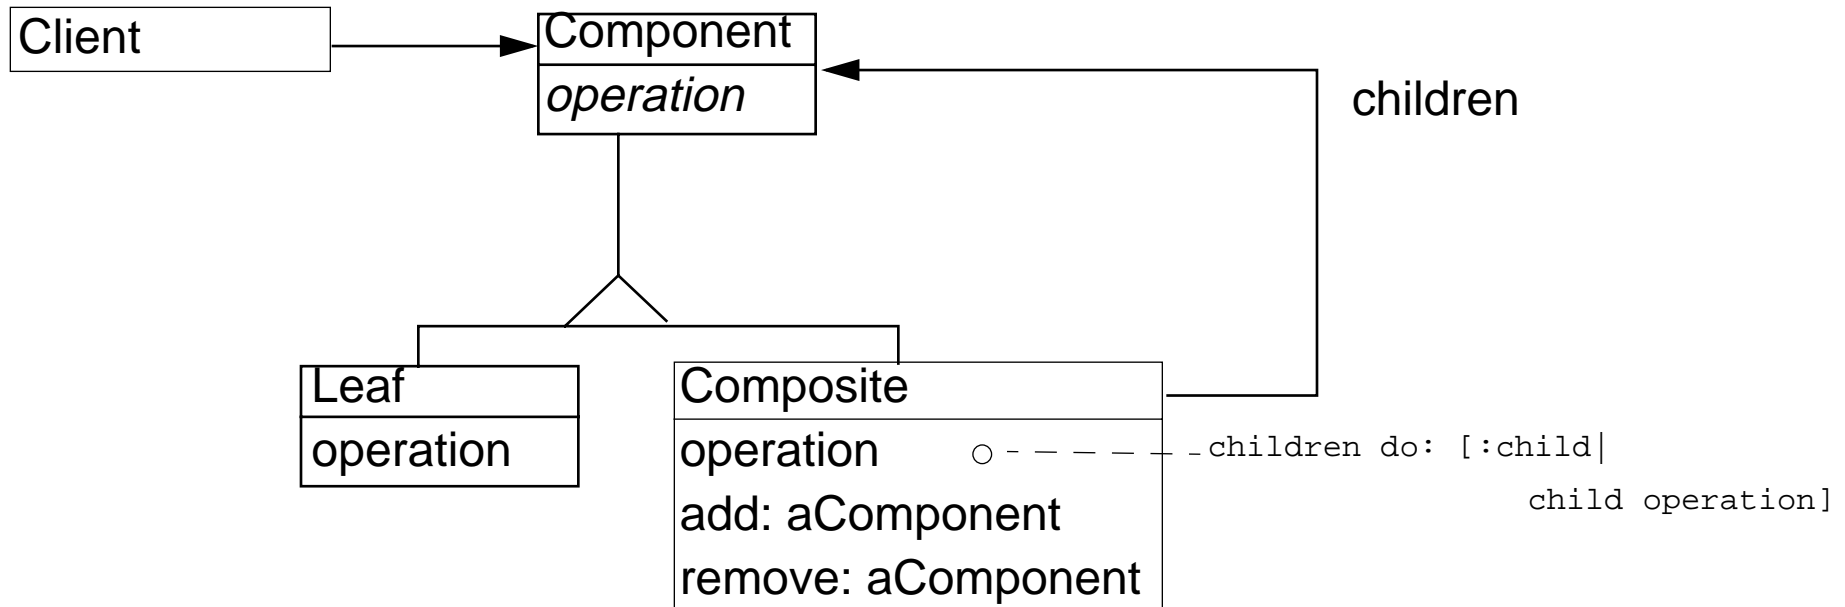 Client
Component
operation
children
Leaf
operation
Composite
operation
add: aComponent
remove: aComponent
children do: [:child|
child operation]